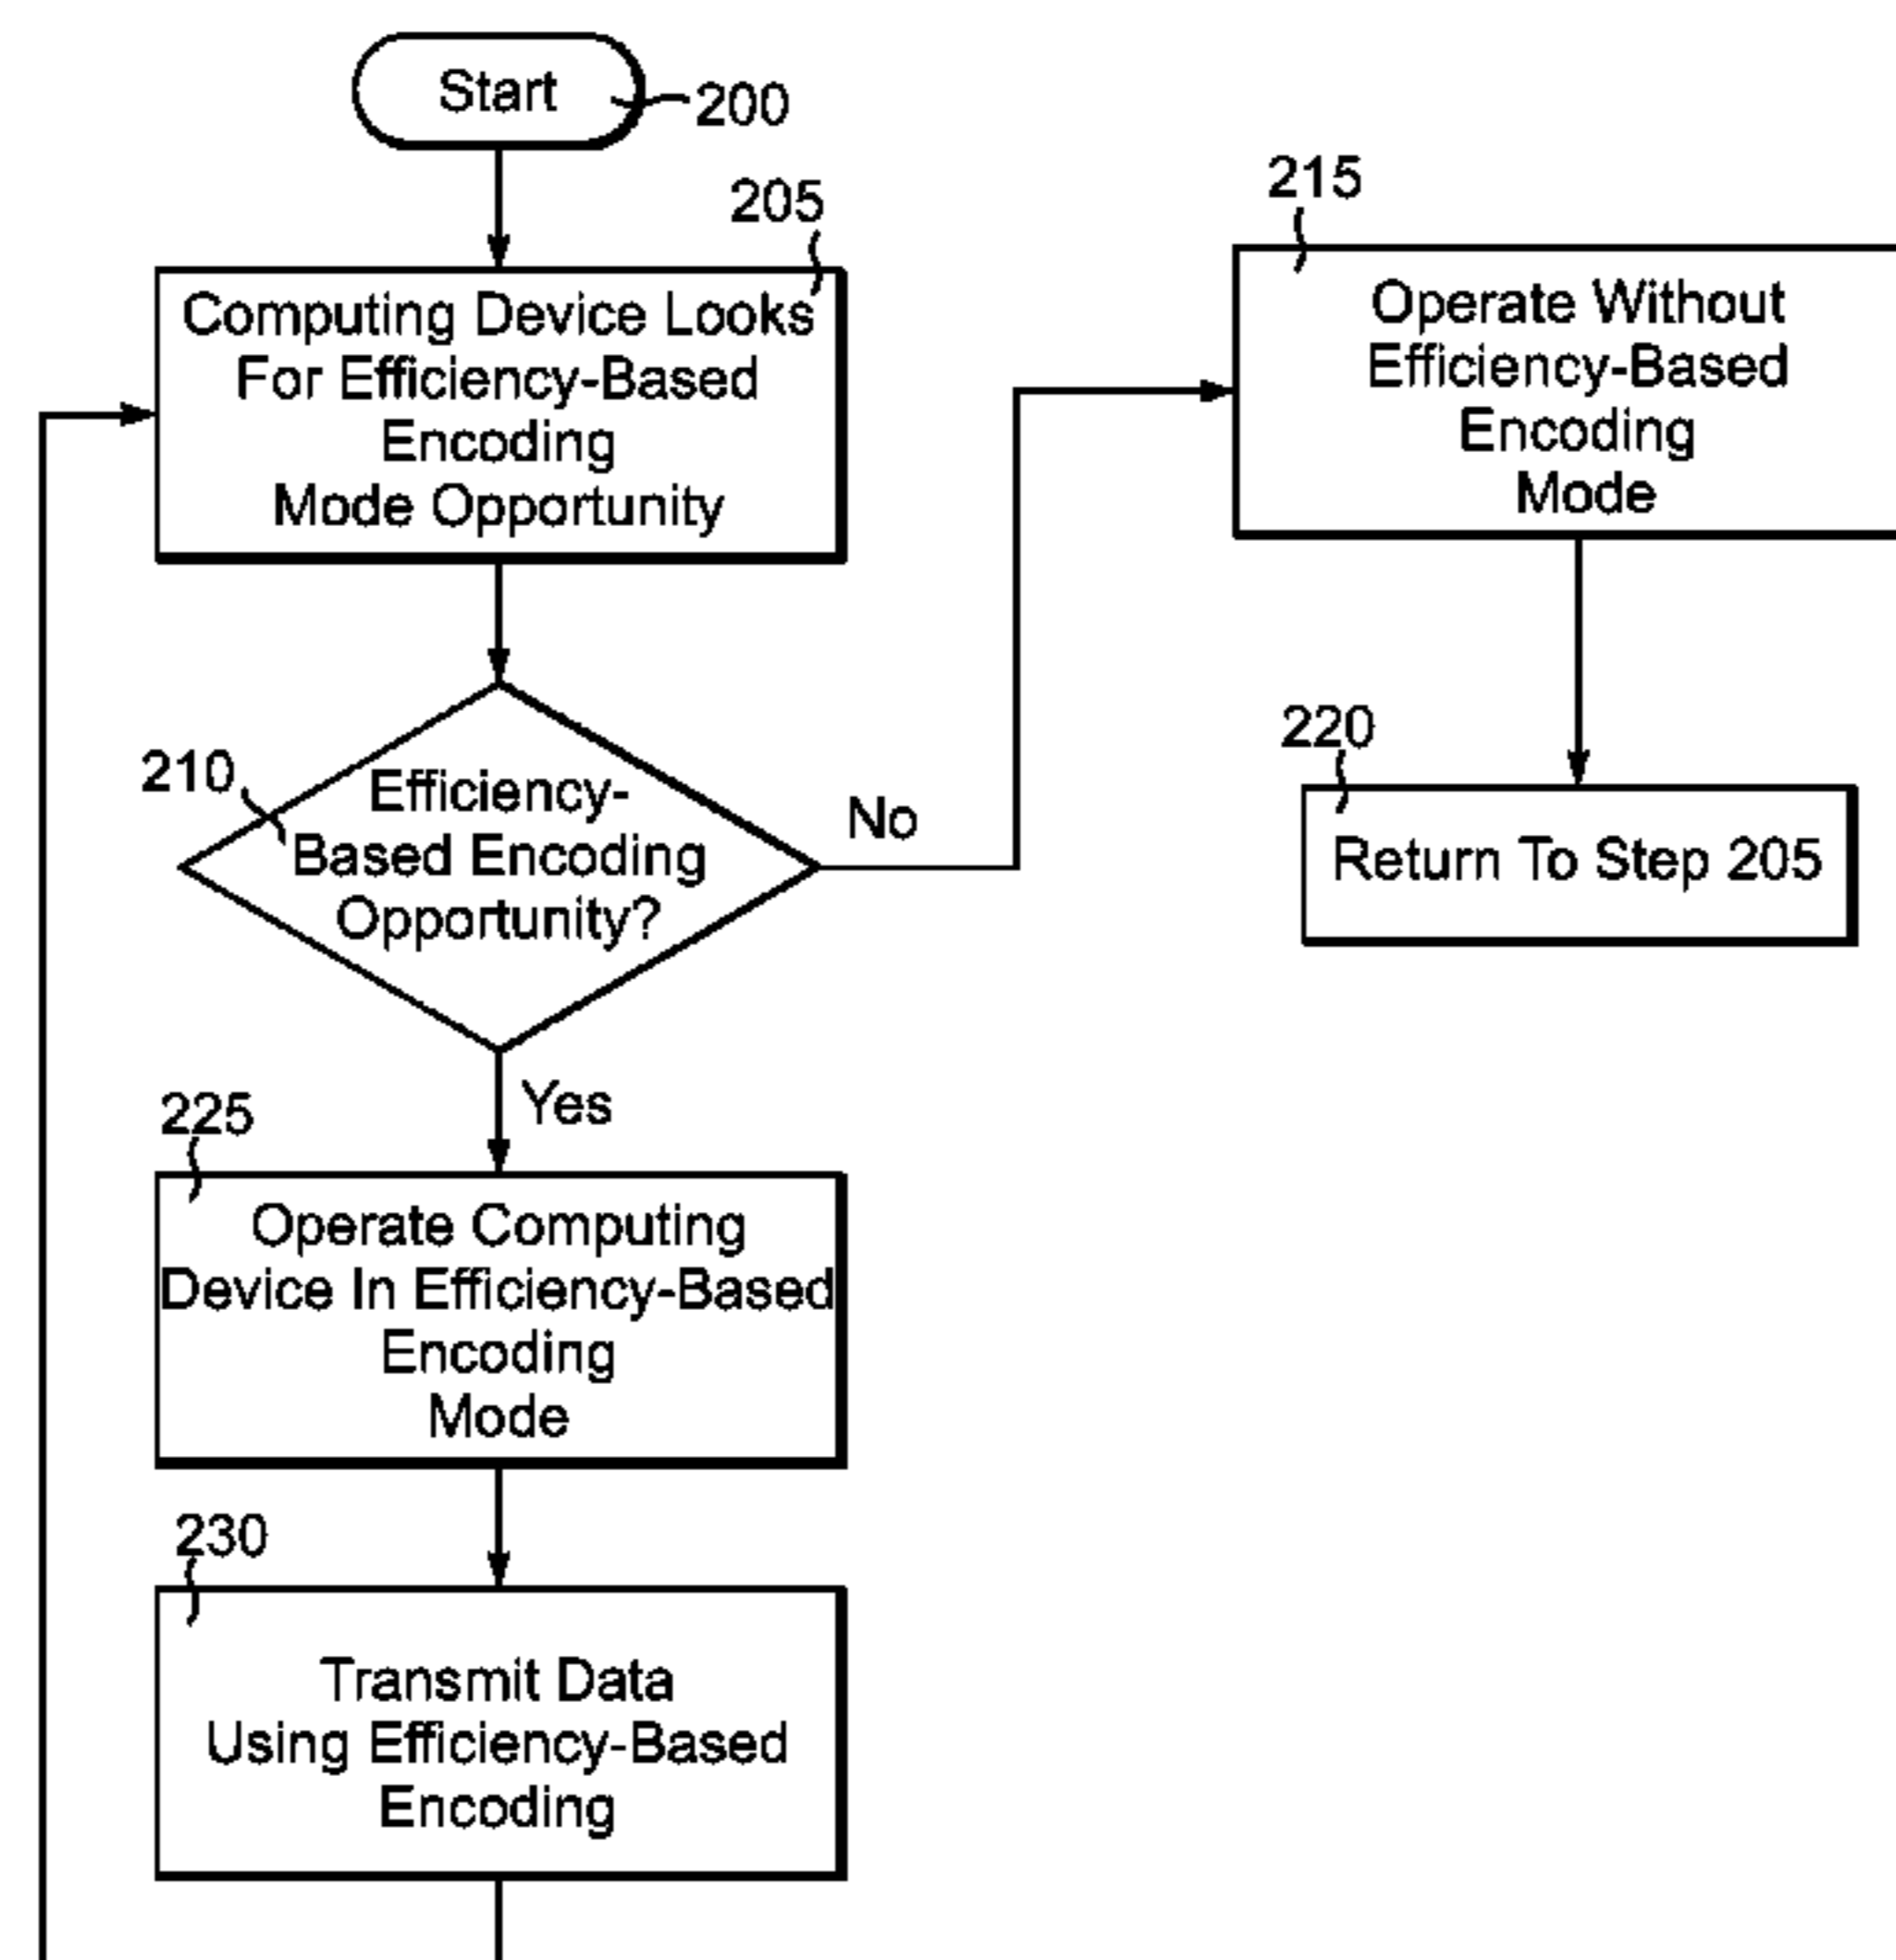 Start
200
205
Computing Device Looks
For Efficiency-Based
Encoding
Mode Opportunity
215
Operate Without
Efficiency-Based
Encoding
Mode
210
Efficiency-
Based Encoding
Opportunity?
No
220
Return To Step 205
Yes
225
Operate Computing
Device In Efficiency-Based
Encoding
Mode
230
Transmit Data
Using Efficiency-Based
Encoding